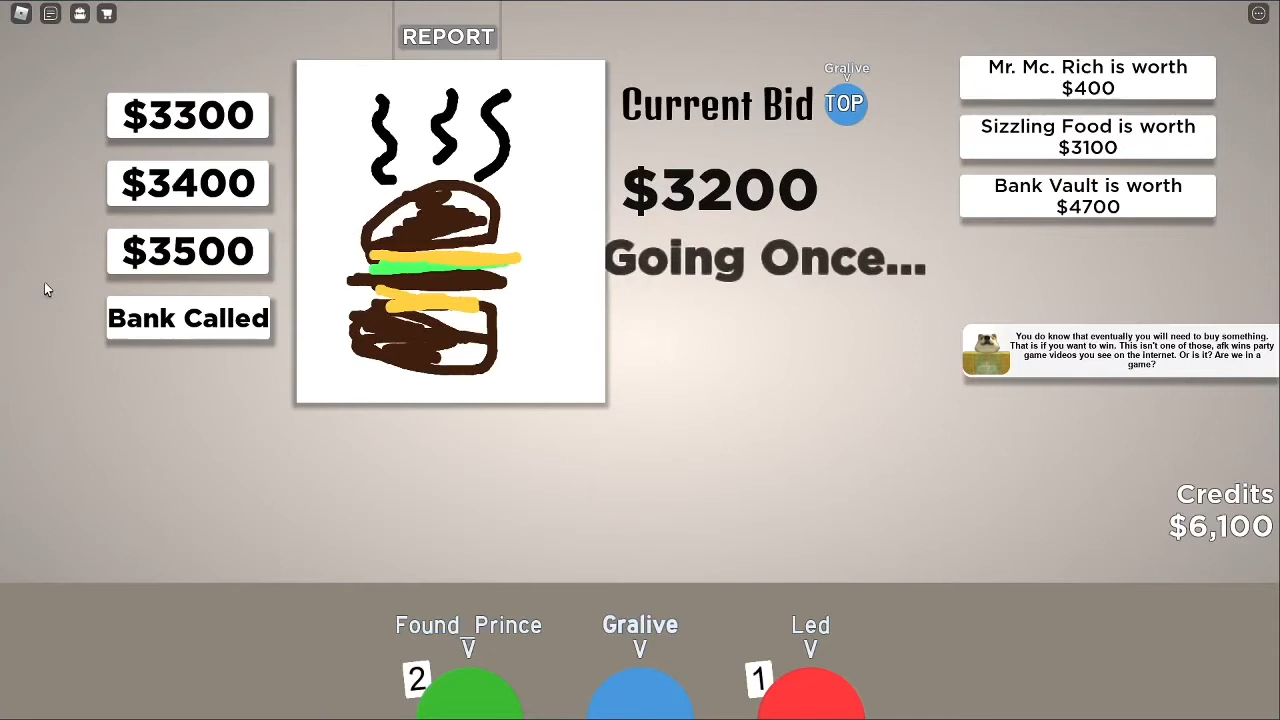 REPORT
$3300
$3400
$3500
Bank Called
Current Bid
Gralive
V
TOP
$3200
Going Once...
Mr. Mc. Rich is worth
$400
Sizzling Food is worth
$3100
Bank Vault is worth
$4700
You do know that eventually you will need to buy something.
That is if you want to win. This isn't one of those, afk wins party
game videos you see on the internet. Or is it? Are we in a
game?
Credits
$6,100
Found_Prince
V
2
Gralive
V
Led
V
1